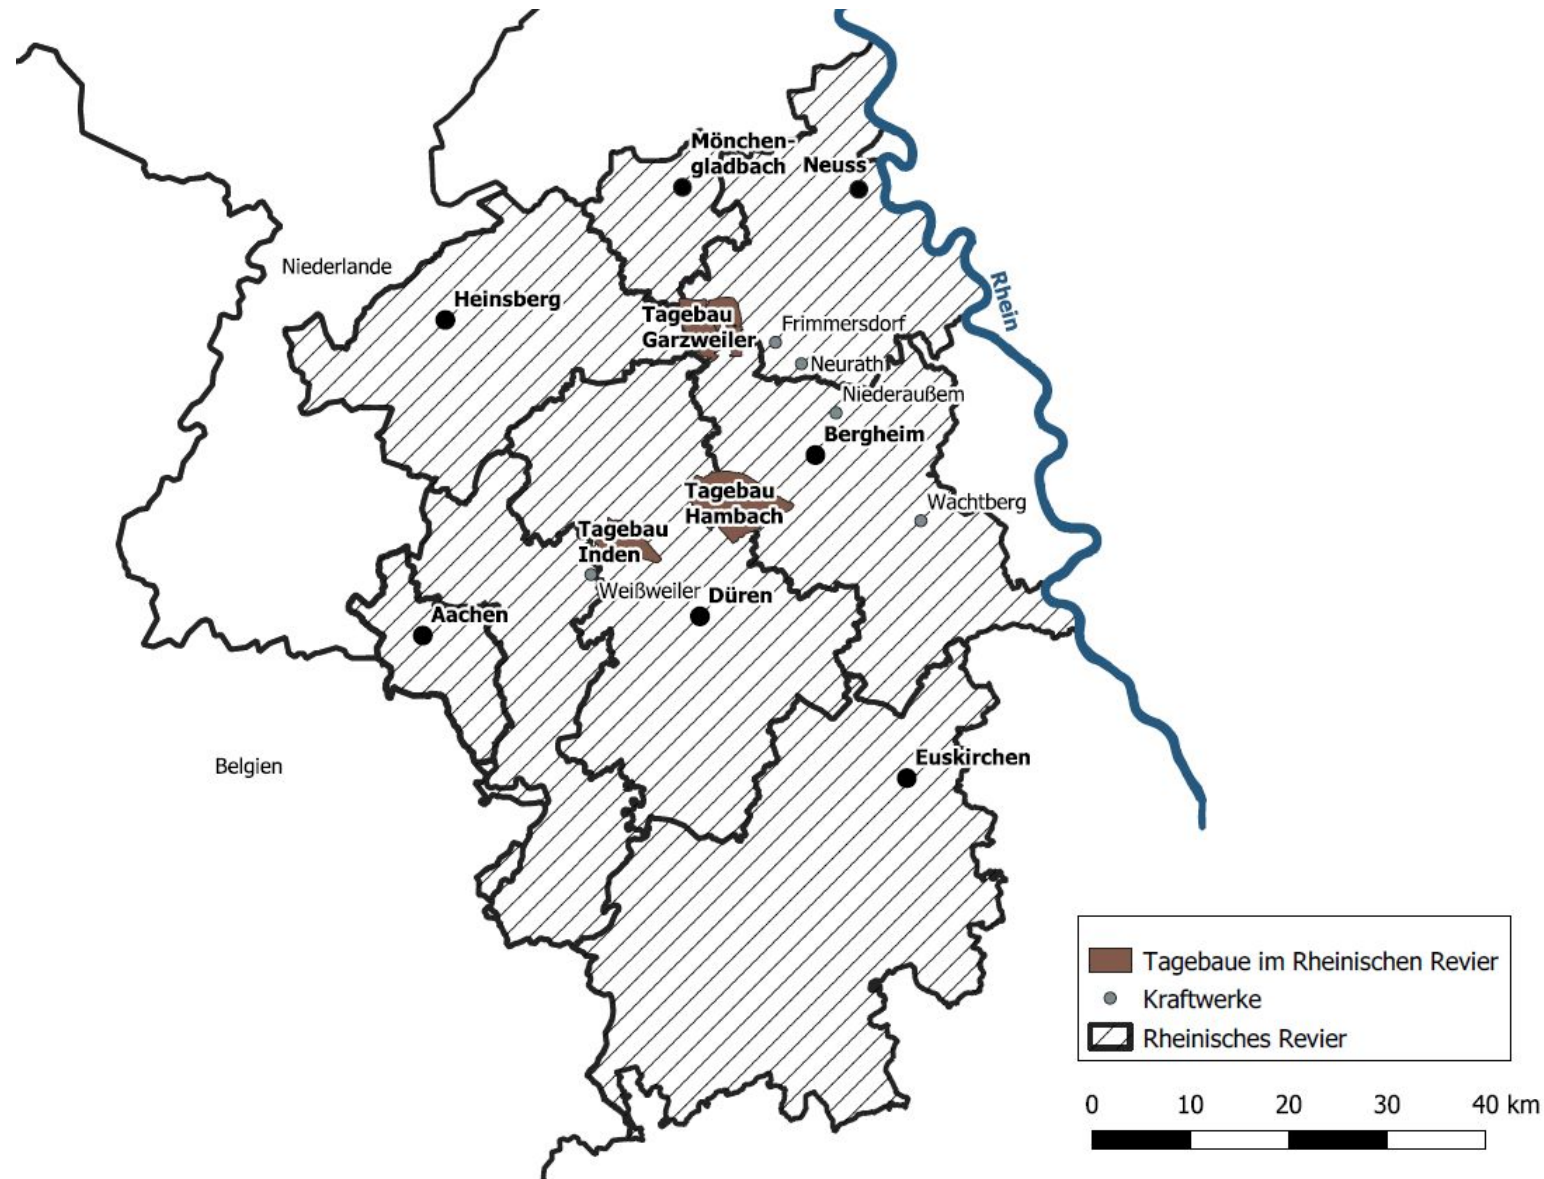 Mönchen-
gladbach
Neuss
Niederlande
Rhein
Heinsberg
Tagebau
Garzweiler
Frimmersdorf
Neurath
Niederaußem
Bergheim
Tagebau
Hambach
Wachtberg
Tagebau
Inden
Weißweiler
Düren
Aachen
Euskirchen
Belgien
Tagebaue im Rheinischen Revier
Kraftwerke
Rheinisches Revier
0 10 20 30 40 km